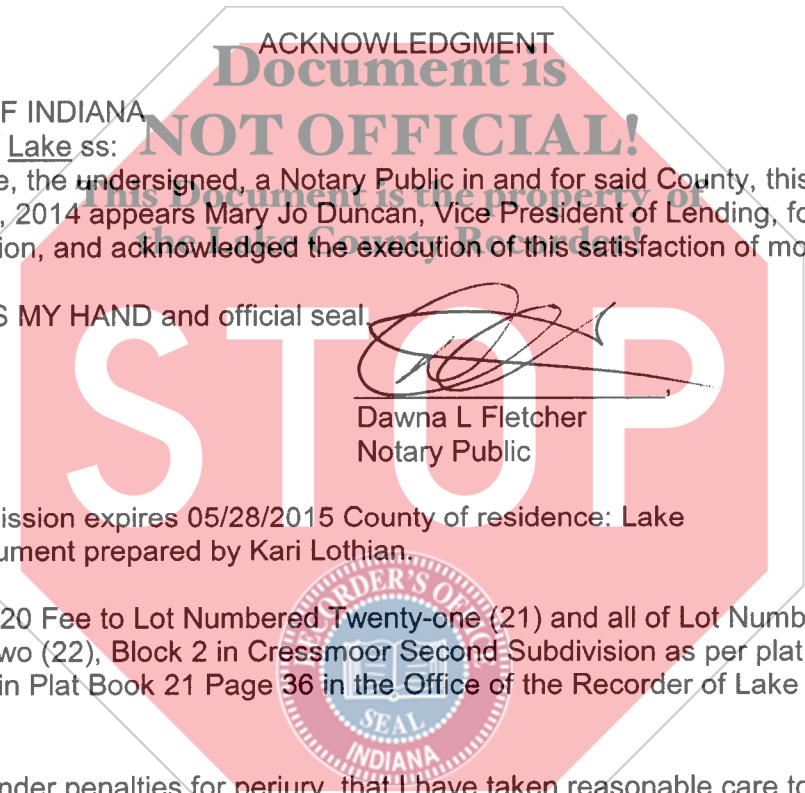 ACKNOWLEDGMENT
Document is
F INDIANA
NOT OFFICIAL!
Lake ss:
e, the undersigned, a Notary Public in and for said County, this
This Document is the property of
, 2014 appears Mary Jo Duncan, Vice President of Lending, fo
the Lake County Recorder!
ion, and acknowledged the execution of this satisfaction of mo
S MY HAND and official seal.
STOP
Dawna L Fletcher
Notary Public
ission expires 05/28/2015 County of residence: Lake
ument prepared by Kari Lothian.
RECORDER'S OFFICE
20 Fee to Lot Numbered Twenty-one (21) and all of Lot Numb
wo (22), Block 2 in Cressmoor Second Subdivision as per plat
in Plat Book 21 Page 36 in the Office of the Recorder of Lake
SEAL
INDIANA
nder penalties for perjury, that I have taken reasonable care to